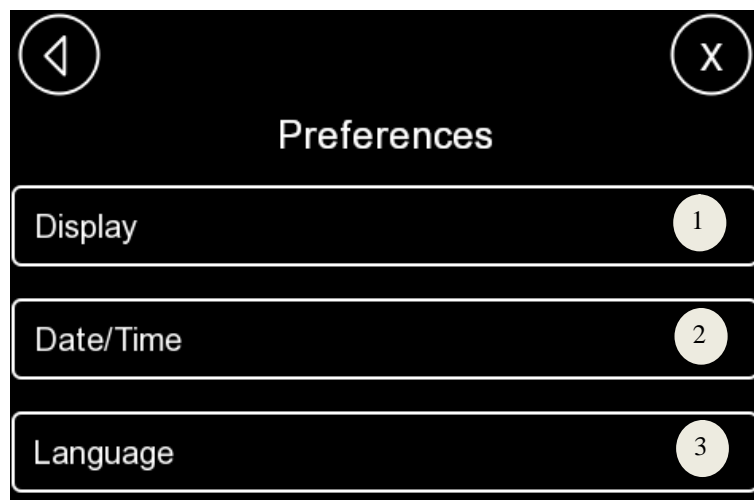 X
Preferences
Display 1
Date/Time 2
Language 3